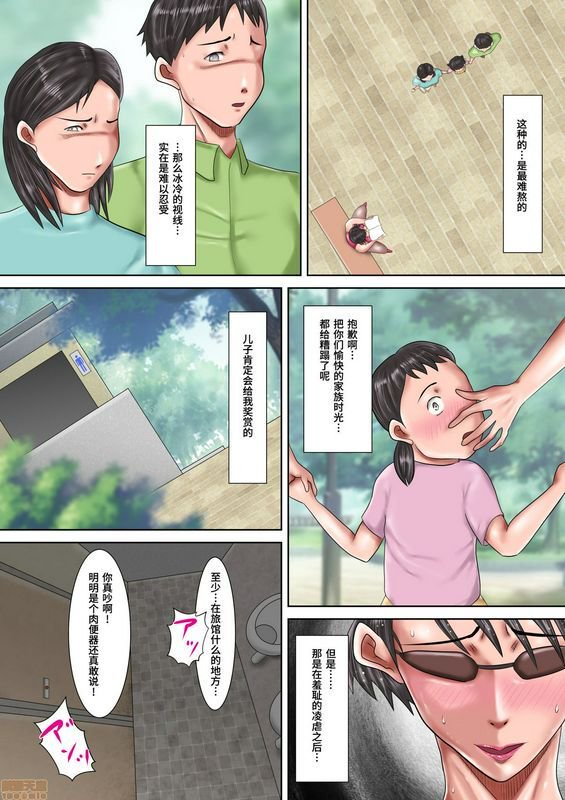 这种的…是
是最难熬的
…那么冰冷的视线…
实在是难以忍受
抱歉啊…
把你们愉快的家族时光…
都给糟蹋了呢
儿子肯定会
给我奖赏的
但是……
那是在羞耻的凌虐之后…
至少…在旅馆什么的地方…
アッ
你真吵啊！
明明是个肉便器还真敢说！
アッ
アンッ